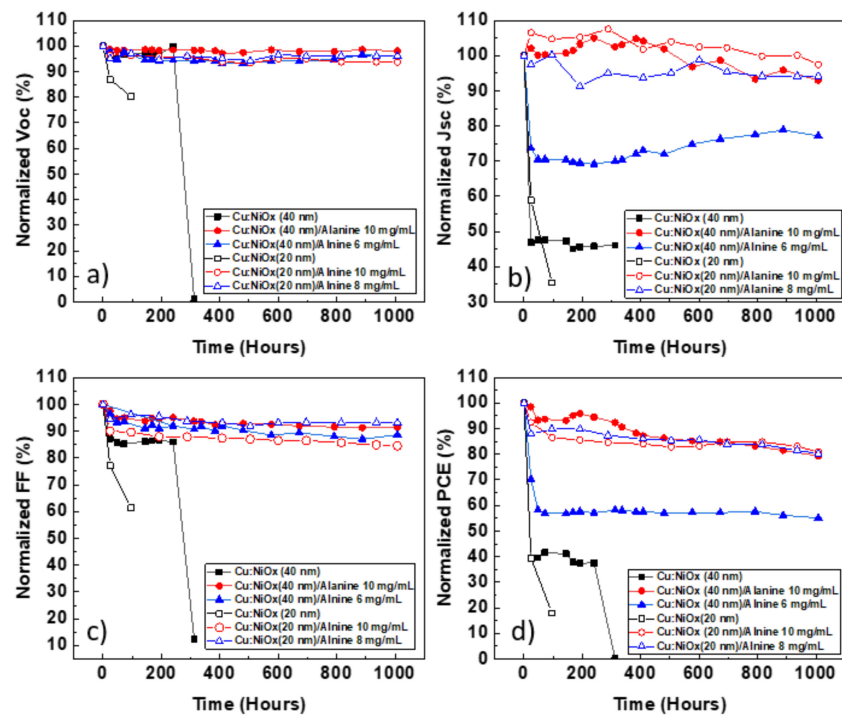 110
100
90
80
70
60
50
40
30
20
10
0
Normalized Voc (%)
Cu:NiOx (40 nm)
Cu:NiOx (40 nm)/Alanine 10 mg/mL
Cu:NiOx(40 nm)/Alnine 6 mg/mL
Cu:NiOx(20 nm)
Cu:NiOx(20 nm)/Alnine 10 mg/mL
Cu:NiOx(20 nm)/Alnine 8 mg/mL
a)
0 200 400 600 800 1000
Time (Hours)
110
100
90
80
70
60
50
40
30
Normalized Jsc (%)
Cu:NiOx (40 nm)
Cu:NiOx(40 nm)/Alanine 10 mg/mL
Cu:NiOx(40 nm)/Alnine 6 mg/mL
Cu:NiOx (20 nm)
Cu:NiOx(20 nm)/Alanine 10 mg/mL
Cu:NiOx(20 nm)/Alanine 8 mg/mL
b)
0 200 400 600 800 1000
Time (Hours)
110
100
90
80
70
60
50
40
30
20
10
Normalized FF (%)
Cu:NiOx (40 nm)
Cu:NiOx(40 nm)/Alanine 10 mg/mL
Cu:NiOx (40 nm)/Alnine 6 mg/mL
Cu:NiOx (20 nm)
Cu:NiOx(20 nm)/Alnine 10 mg/mL
Cu:NiOx(20 nm)/Alnine 8 mg/mL
c)
0 200 400 600 800 1000
Time (Hours)
110
100
90
80
70
60
50
40
30
20
10
0
Normalized PCE (%)
Cu:NiOx (40 nm)
Cu:NiOx (40 nm)/Alanine 10 mg/mL
Cu:NiOx (40 nm)/Alnine 6 mg/mL
Cu:NiOx(20 nm)
Cu:NiOx (20 nm)/Alnine 10 mg/mL
Cu:NiOx(20 nm)/Alnine 8 mg/mL
d)
0 200 400 600 800 1000
Time (Hours)